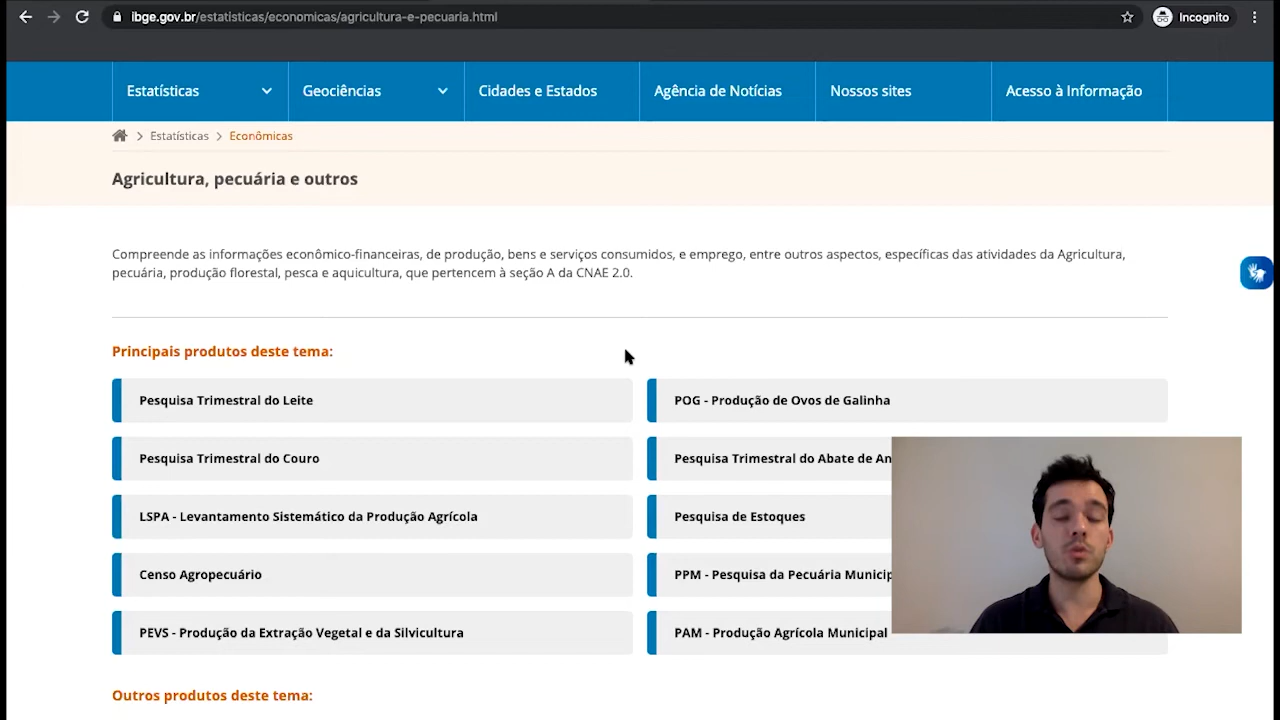 ibge.gov.br/estatisticas/economicas/agricultura-e-pecuaria.html
Incognito
Estatísticas
Geociências
Cidades e Estados
Agência de Notícias
Nossos sites
Acesso à Informação
Estatísticas
Econômicas
Agricultura, pecuária e outros
Compreende as informações econômico-financeiras, de produção, bens e serviços consumidos, e emprego, entre outros aspectos, específicas das atividades da Agricultura,
pecuária, produção florestal, pesca e aquicultura, que pertencem à seção A da CNAE 2.0.
Principais produtos deste tema:
Pesquisa Trimestral do Leite
POG - Produção de Ovos de Galinha
Pesquisa Trimestral do Couro
Pesquisa Trimestral do Abate de An
LSPA - Levantamento Sistemático da Produção Agrícola
Pesquisa de Estoques
Censo Agropecuário
PPM - Pesquisa da Pecuária Municip
PEVS - Produção da Extração Vegetal e da Silvicultura
PAM - Produção Agrícola Municipal
Outros produtos deste tema: